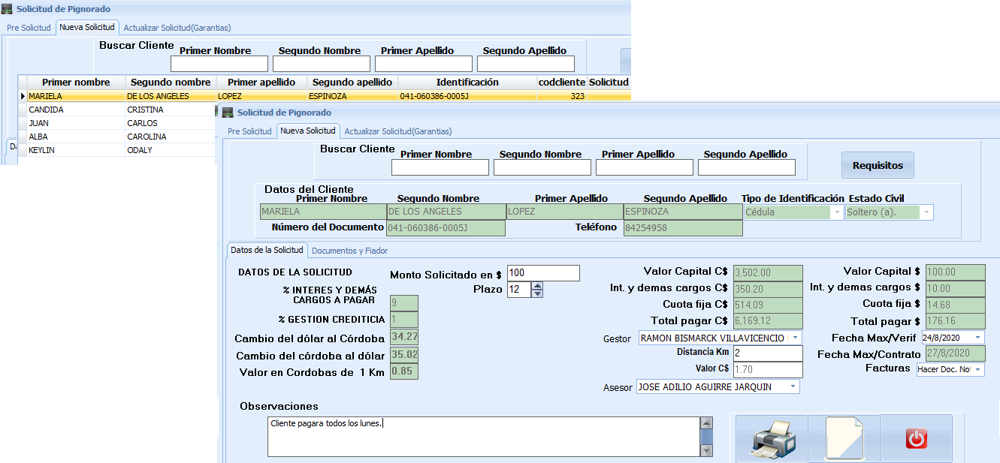 Solicitud de Pignorado
Pre Solicitud Nueva Solicitud Actualizar Solicitud(Garantias)
Buscar Cliente Primer Nombre Segundo Nombre Primer Apellido Segundo Apellido
Primer nombre Segundo nombre Primer apellido Segundo apellido Identificación codcliente Solicitud
MARIELA DE LOS ANGELES LOPEZ ESPINOZA 041-060386-0005J 323
CANDIDA CRISTINA
JUAN CARLOS
ALBA CAROLINA
KEYLIN ODALY
Solicitud de Pignorado
Pre Solicitud Nueva Solicitud Actualizar Solicitud(Garantias)
Buscar Cliente Primer Nombre Segundo Nombre Primer Apellido Segundo Apellido
Requisitos
Datos del Cliente
Primer Nombre Segundo Nombre Primer Apellido Segundo Apellido Tipo de Identificación Estado Civil
MARIELA DE LOS ANGELES LOPEZ ESPINOZA Cédula Soltero (a).
Número del Documento 041-060386-0005J Teléfono 84254958
Datos de la Solicitud Documentos y Fiador
DATOS DE LA SOLICITUD Monto Solicitado en $ 100 Valor Capital C$ 3,502.00 Valor Capital $ 100.00
% INTERES Y DEMÁS Plazo 12 Int. y demas cargos C$ 350.20 Int. y demas cargos $ 10.00
CARGOS A PAGAR 9 Cuota fija C$ 514.09 Cuota fija $ 14.68
% GESTION CREDITICIA 1 Total pagar C$ 6,169.12 Total pagar $ 176.16
Cambio del dólar al Córdoba 34.27 Gestor RAMON BISMARCK VILLAVICENCIO Fecha Max/Verif 24/8/2020
Cambio del córdoba al dólar 35.02 Distancia Km 2 Fecha Max/Contrato 27/8/2020
Valor en Cordobas de 1 Km 0.85 Valor C$ 1.70 Facturas Hacer Doc. No
Asesor JOSE ADILIO AGUIRRE JARQUIN
Observaciones
Cliente pagara todos los lunes.